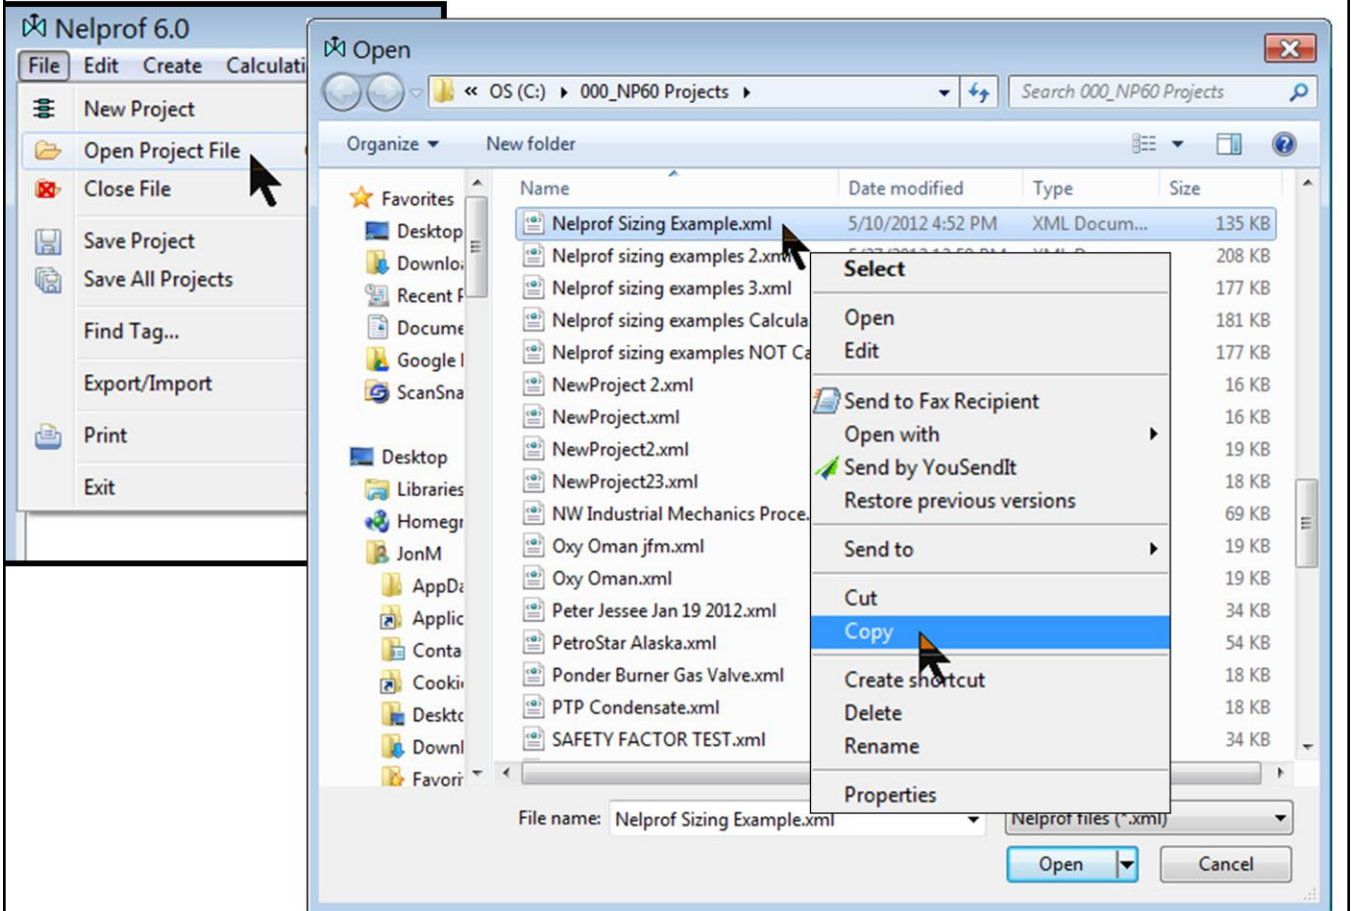 Nelprof 6.0
File Edit Create Calculati
New Project
Open Project File
Close File
Save Project
Save All Projects
Find Tag...
Export/Import
Print
Exit
Open
« OS (C:) 000_NP60 Projects
Search 000_NP60 Projects
Organize New folder
Favorites
Desktop
Downlo
Recent
Docume
Google
ScanSna
Desktop
Libraries
Homegr
JonM
AppDa
Applic
Conta
Cooki
Deskto
Downl
Favori
Name Date modified Type Size
Nelprof Sizing Example.xml 5/10/2012 4:52 PM XML Docum... 135 KB
Nelprof sizing examples 2.xml 208 KB
Nelprof sizing examples 3.xml 177 KB
Nelprof sizing examples Calcula 181 KB
Nelprof sizing examples NOT Ca 177 KB
NewProject 2.xml 16 KB
NewProject.xml 16 KB
NewProject2.xml 19 KB
NewProject23.xml 18 KB
NW Industrial Mechanics Proce. 69 KB
Oxy Oman jfm.xml 19 KB
Oxy Oman.xml 19 KB
Peter Jessee Jan 19 2012.xml 34 KB
PetroStar Alaska.xml 54 KB
Ponder Burner Gas Valve.xml 18 KB
PTP Condensate.xml 18 KB
SAFETY FACTOR TEST.xml 34 KB
Select
Open
Edit
Send to Fax Recipient
Open with
Send by YouSendIt
Restore previous versions
Send to
Cut
Copy
Create shortcut
Delete
Rename
Properties
File name: Nelprof Sizing Example.xml Nelprof files (*.xml)
Open Cancel